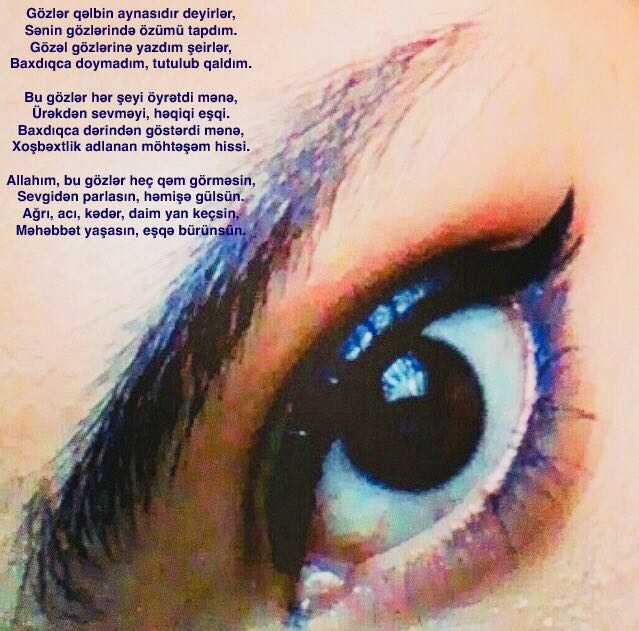 Gözlər qəlbin aynasıdır deyirlər,
Sənin gözlərində özümü tapdım.
Gözəl gözlərinə yazdım şeirlər,
Baxdıqca doymadım, tutulub qaldım.
Bu gözlər hər şeyi öyrətdi mənə,
Ürəkdən sevməyi, həqiqi eşqi.
Baxdıqca dərindən göstərdi mənə,
Xoşbəxtlik adlanan möhtəşəm hissi.
Allahım, bu gözlər heç qəm görməsin,
Sevgidən parlasın, həmişə gülsün.
Ağrı, acı, kədər, daim yan keçsin,
Məhəbbət yaşasın, eşqə bürünsün.